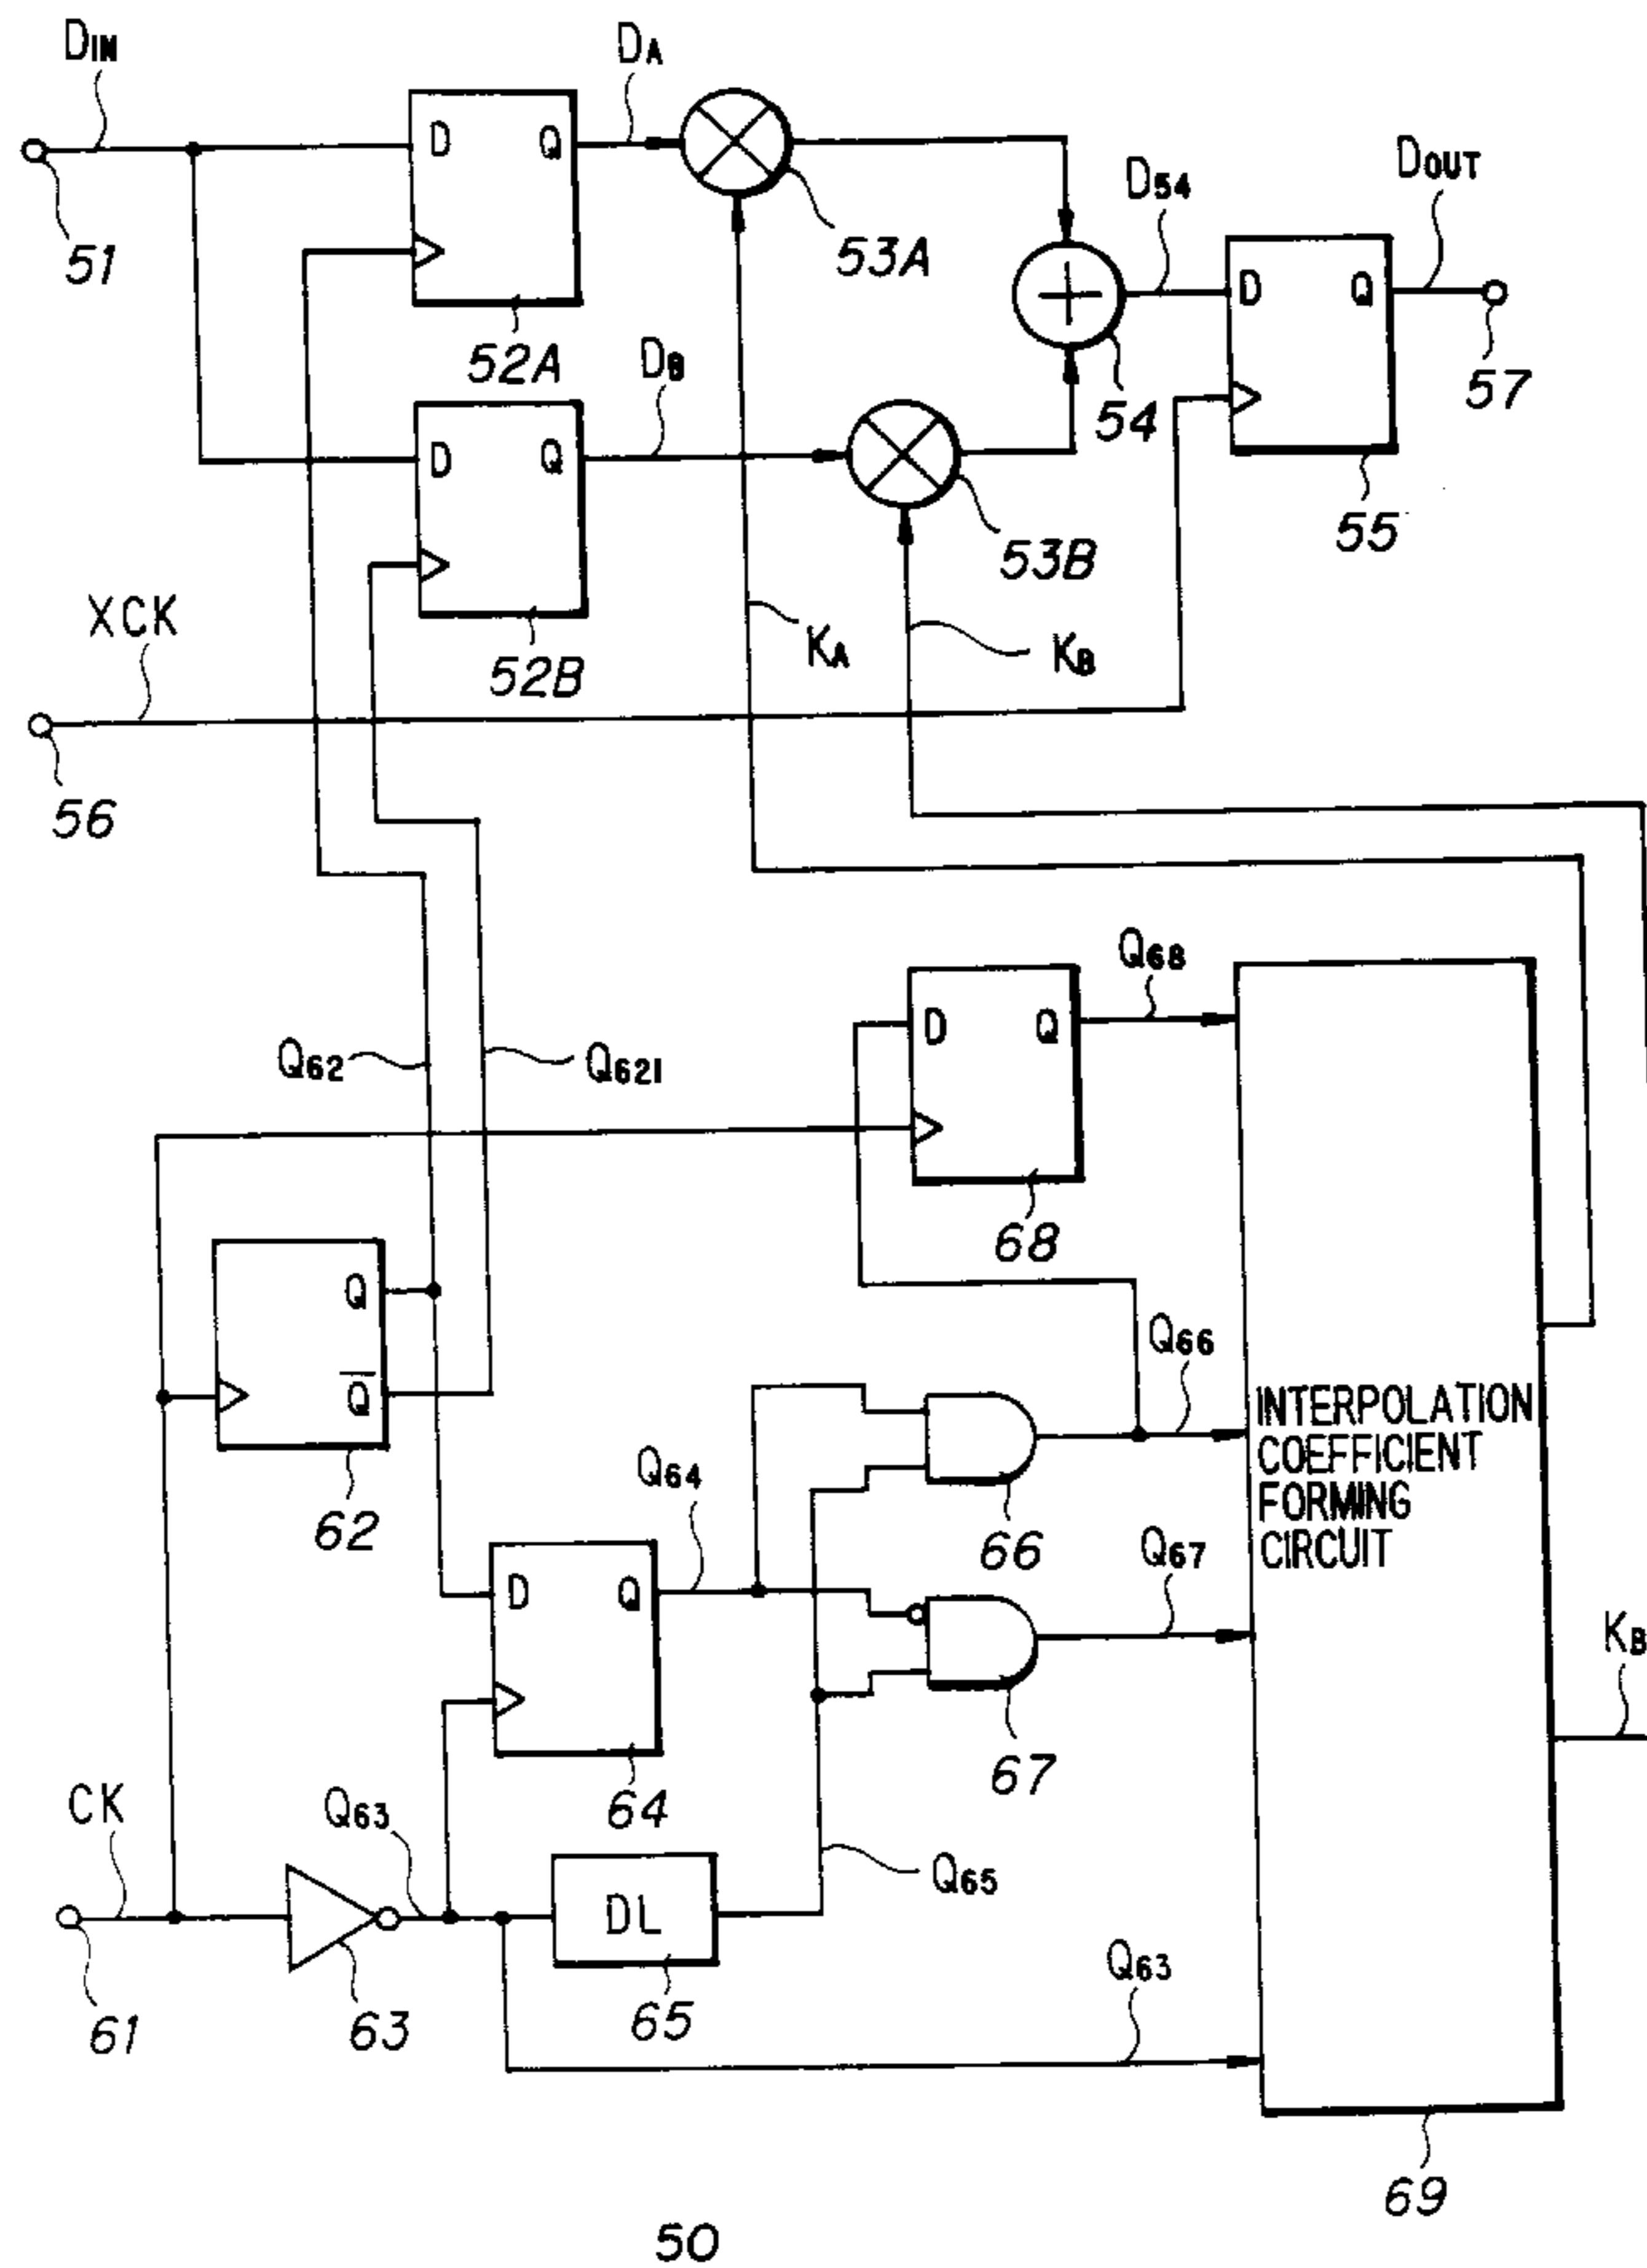 DIN
DA
D Q
53A
D54
DOUT
51
52A
DB
D Q
57
54
D Q
53B
55
XCK
KA
KB
52B
56
Q68
D Q
Q62
Q621
68
Q
Q
Q66
INTERPOLATION
COEFFICIENT
FORMING
CIRCUIT
62
Q64
66
Q67
D Q
KB
67
CK
Q63
64
Q65
DL
61
63
65
Q63
69
50